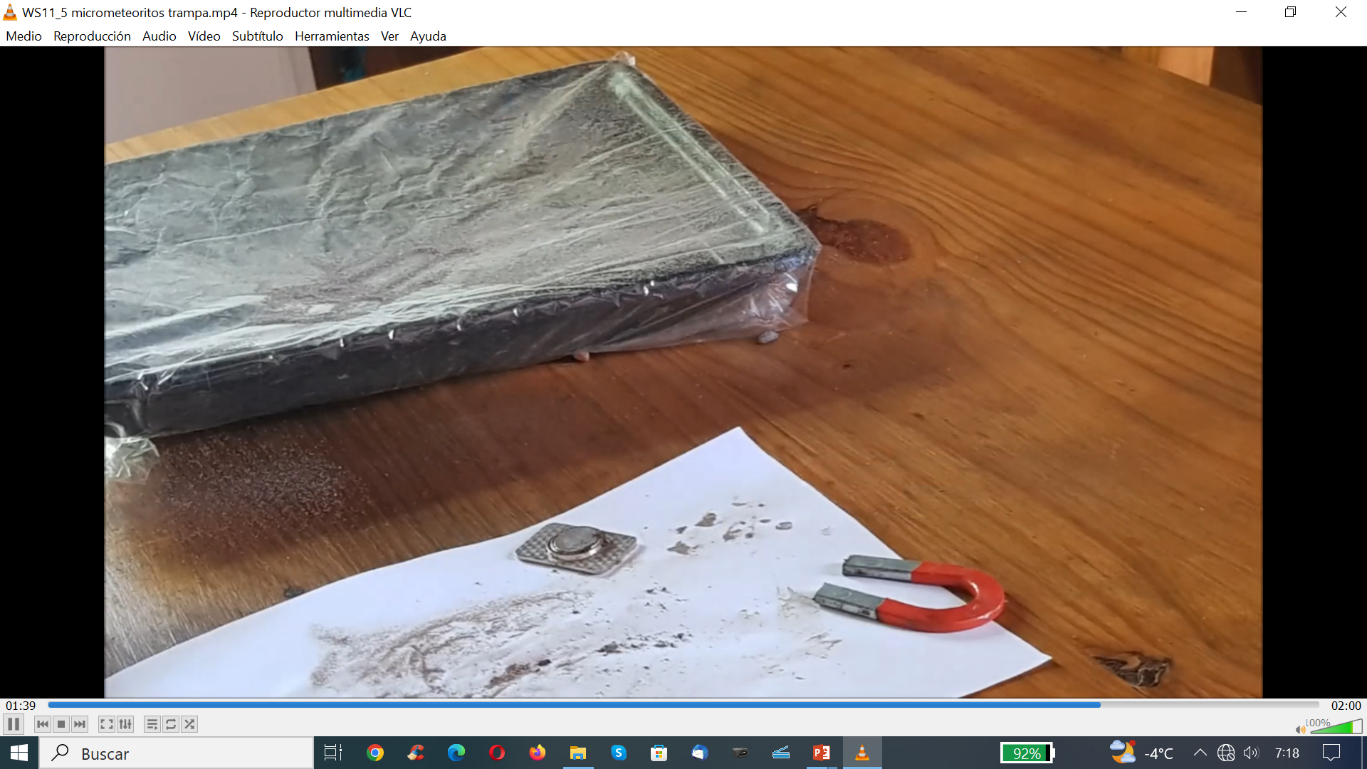 WS11_5 micrometeoritos trampa.mp4 - Reproductor multimedia VLC
Medio Reproducción Audio Vídeo Subtítulo Herramientas Ver Ayuda
01:39 02:00
100%
Buscar 92% -4°C 7:18